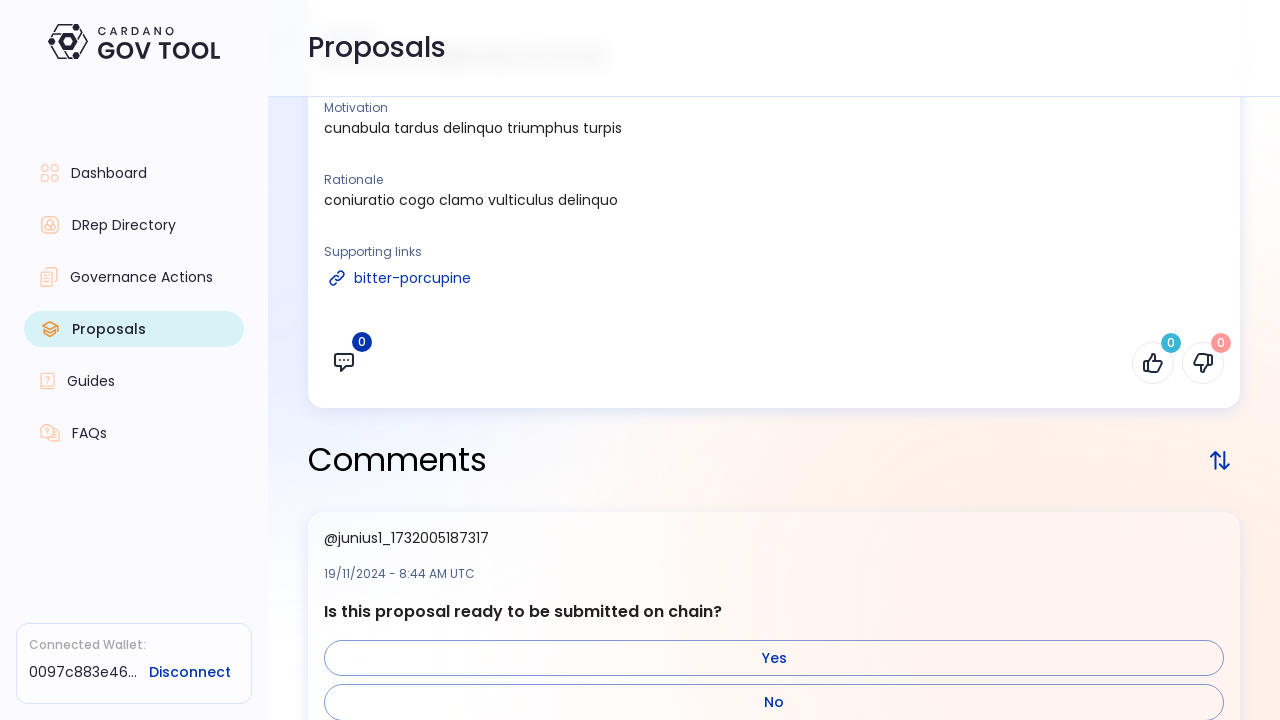 CARDANO
GOV TOOL
Dashboard
DRep Directory
Governance Actions
Proposals
Guides
FAQs
Connected Wallet:
0097c883e46...
Disconnect
Proposals
Motivation
cunabula tardus delinquo triumphus turpis
Rationale
coniuratio cogo clamo vulticulus delinquo
Supporting links
bitter-porcupine
0
0
0
Comments
@junius1_1732005187317
19/11/2024 - 8:44 AM UTC
Is this proposal ready to be submitted on chain?
Yes
No